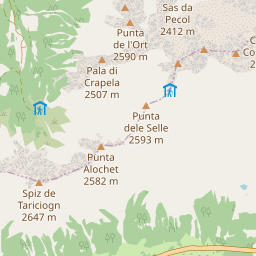 Punta
de l'Ort
2590 m
Sas da
Pecol
2412 m
Pala di
Crapela
2507 m
Punta
dele Selle
2593 m
Punta
Alochet
2582 m
Spiz de
Tariciogn
2647 m